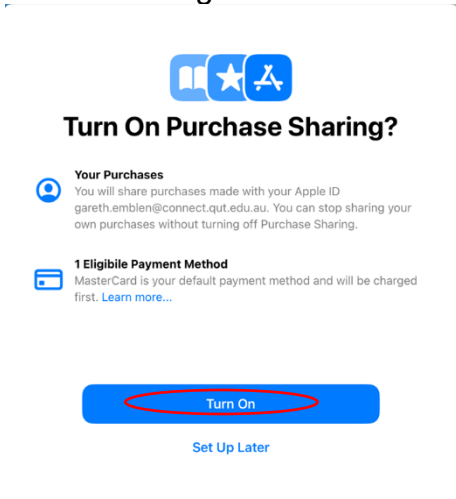 Turn On Purchase Sharing?
Your Purchases
You will share purchases made with your Apple ID
gareth.emblen@connect.qut.edu.au. You can stop sharing your
own purchases without turning off Purchase Sharing.
1 Eligibile Payment Method
MasterCard is your default payment method and will be charged
first. Learn more...
Turn On
Set Up Later